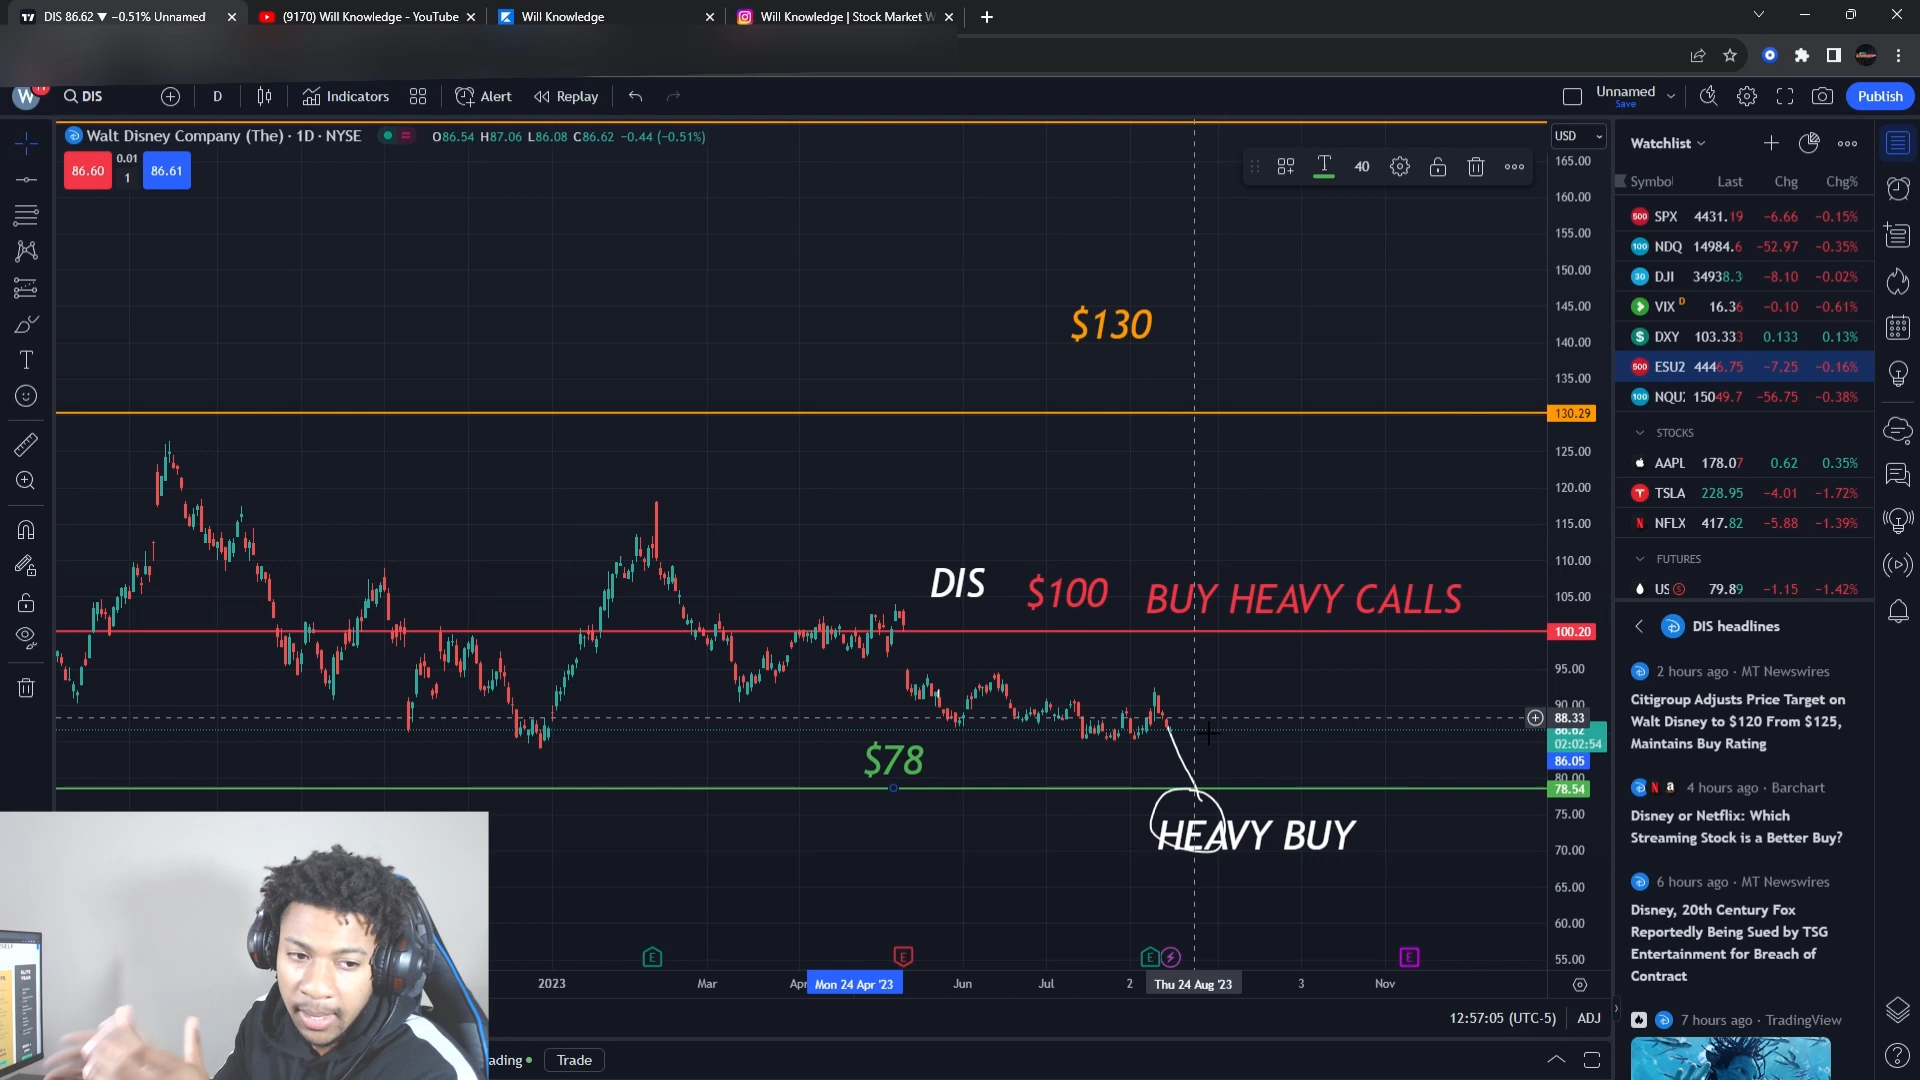 DIS 86.62 ▼ −0.51% Unnamed
(9170) Will Knowledge - YouTube
Will Knowledge
Will Knowledge | Stock Market W
DIS
D
Indicators
Alert
Replay
Unnamed
Save
Publish
Walt Disney Company (The) · 1D · NYSE
O86.54 H87.06 L86.08 C86.62 −0.44 (−0.51%)
86.60
0.01
1
86.61
40
USD
165.00
160.00
155.00
150.00
145.00
140.00
135.00
130.29
125.00
120.00
115.00
110.00
105.00
100.20
95.00
90.00
88.33
86.62
02:02:54
86.05
80.00
78.54
75.00
70.00
65.00
60.00
55.00
$130
DIS
$100
BUY HEAVY CALLS
$78
HEAVY BUY
E
E
E
E
2023
Mar
Apr
Mon 24 Apr '23
Jun
Jul
2
Thu 24 Aug '23
3
Nov
12:57:05 (UTC-5)
ADJ
ading
Trade
Watchlist
Symbol Last Chg Chg%
SPX 4431.19 −6.66 −0.15%
NDQ 14984.6 −52.97 −0.35%
DJI 34938.3 −8.10 −0.02%
VIX D 16.36 −0.10 −0.61%
DXY 103.333 0.133 0.13%
ESU2 4446.75 −7.25 −0.16%
NQU2 15049.7 −56.75 −0.38%
STOCKS
AAPL 178.07 0.62 0.35%
TSLA 228.95 −4.01 −1.72%
NFLX 417.82 −5.88 −1.39%
FUTURES
US 79.89 −1.15 −1.42%
DIS headlines
2 hours ago · MT Newswires
Citigroup Adjusts Price Target on
Walt Disney to $120 From $125,
Maintains Buy Rating
4 hours ago · Barchart
Disney or Netflix: Which
Streaming Stock is a Better Buy?
6 hours ago · MT Newswires
Disney, 20th Century Fox
Reportedly Being Sued by TSG
Entertainment for Breach of
Contract
7 hours ago · TradingView